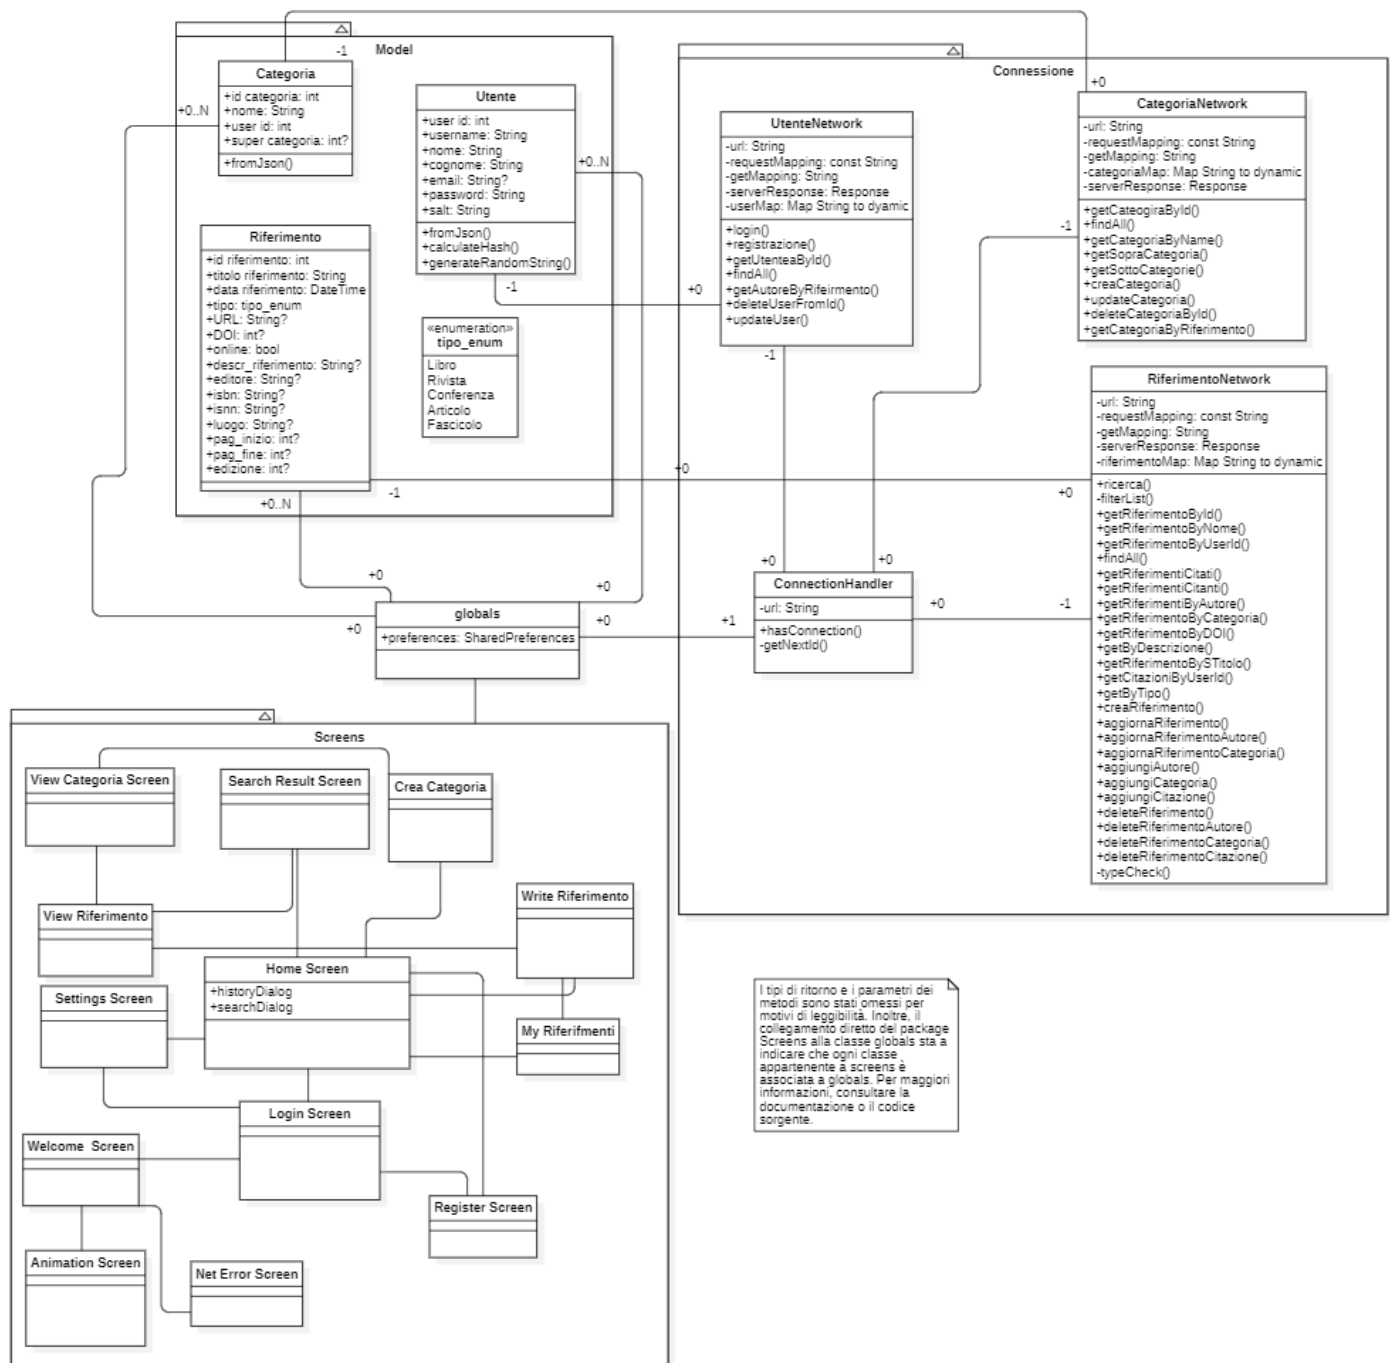 Model
-1
Categoria
+id categoria: int
+nome: String
+user id: int
+super categoria: int?
+fromJson()
+0..N
Utente
+user id: int
+username: String
+nome: String
+cognome: String
+email: String?
+password: String
+salt: String
+fromJson()
+calculateHash()
+generateRandomString()
+0..N
-1
Riferimento
+id riferimento: int
+titolo riferimento: String
+data riferimento: DateTime
+tipo: tipo_enum
+URL: String?
+DOI: int?
+online: bool
+descr_riferimento: String?
+editore: String?
+isbn: String?
+isnn: String?
+luogo: String?
+pag_inizio: int?
+pag_fine: int?
+edizione: int?
+0..N
-1
«enumeration»
tipo_enum
Libro
Rivista
Conferenza
Articolo
Fascicolo
Connessione
+0
UtenteNetwork
-url: String
-requestMapping: const String
-getMapping: String
-serverResponse: Response
-userMap: Map String to dyamic
+login()
+registrazione()
+getUtenteaById()
+findAll()
+getAutoreByRifeirmento()
+deleteUserFromId()
+updateUser()
+0
-1
CategoriaNetwork
-url: String
-requestMapping: const String
-getMapping: String
-categoriaMap: Map String to dynamic
-serverResponse: Response
+getCateogiraById()
+findAll()
+getCategoriaByName()
+getSopraCategoria()
+getSottoCategorie()
+creaCategoria()
+updateCategoria()
+deleteCategoriaById()
+getCategoriaByRiferimento()
-1
RiferimentoNetwork
-url: String
-requestMapping: const String
-getMapping: String
-serverResponse: Response
-riferimentoMap: Map String to dynamic
+ricerca()
-filterList()
+getRiferimentoById()
+getRiferimentoByNome()
+getRiferimentoByUserId()
+findAll()
+getRiferimentiCitati()
+getRiferimentiCitanti()
+getRiferimentiByAutore()
+getRiferimentoByCategoria()
+getRiferimentoByDOI()
+getByDescrizione()
+getRiferimentoBySTitolo()
+getCitazioniByUserId()
+getByTipo()
+creaRiferimento()
+aggiornaRiferimento()
+aggiornaRiferimentoAutore()
+aggiornaRiferimentoCategoria()
+aggiungiAutore()
+aggiungiCategoria()
+aggiungiCitazione()
+deleteRiferimento()
+deleteRiferimentoAutore()
+deleteRiferimentoCategoria()
+deleteRiferimentoCitazione()
-typeCheck()
+0
+0
-1
+0
+0
+0
ConnectionHandler
-url: String
+hasConnection()
-getNextId()
+1
+0
+0
+0
+0
globals
+preferences: SharedPreferences
Screens
View Categoria Screen
Search Result Screen
Crea Categoria
View Riferimento
Write Riferimento
Home Screen
+historyDialog
+searchDialog
Settings Screen
My Riferifmenti
Login Screen
Welcome Screen
Register Screen
Animation Screen
Net Error Screen
I tipi di ritorno e i parametri dei
metodi sono stati omessi per
motivi di leggibilità. Inoltre, il
collegamento diretto del package
Screens alla classe globals sta a
indicare che ogni classe
appartenente a screens è
associata a globals. Per maggiori
informazioni, consultare la
documentazione o il codice
sorgente.